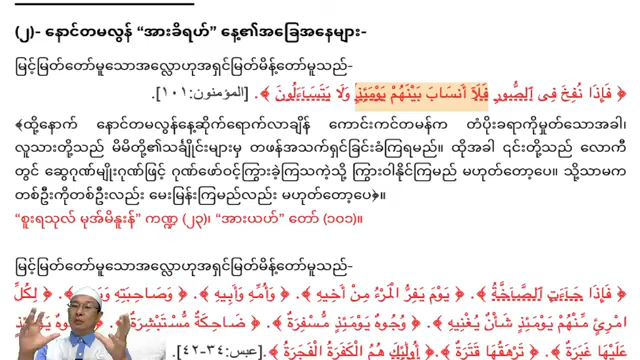 (၂)- နောင်တမလွန် “အားခိရဟ်” နေ့၏အခြေအနေများ-
မြင့်မြတ်တော်မူသောအလ္လောဟုအရှင်မြတ်မိန့်တော်မူသည်-
﴿ فَإِذَا نُفِخَ فِى ٱلصُّورِ فَلَآ أَنسَابَ بَيْنَهُمْ يَوْمَئِذٍ وَلَا يَتَسَآءَلُونَ ﴾. [المؤمنون:١٠١].
﴾ထို့နောက် နောင်တမလွန်နေ့ဆိုက်ရောက်လာချိန် ကောင်းကင်တမန်က တံပိုးခရာကိုမှုတ်သောအခါ၊
လူသားတို့သည် မိမိတို့၏သင်္ချိုင်းများမှ တဖန်အသက်ရှင်ခြင်းခံကြရမည်။ ထိုအခါ ၎င်းတို့သည် လောကီ
တွင် ဆွေဂုဏ်မျိုးဂုဏ်ဖြင့် ဂုဏ်ဖော်ဝင့်ကြွားခဲ့ကြသကဲ့သို့ ကြွားဝါနိုင်ကြမည် မဟုတ်တော့ပေ။ ထို့သာမက
တစ်ဦးကိုတစ်ဦးလည်း မေးမြန်းကြမည်လည်း မဟုတ်တော့ပေ﴿။
“စူးရသုလ် မုအ်မိနူးန်” ကဏ္ဍ (၂၃)၊ “အားယဟ်” တော် (၁၀၁)။
မြင့်မြတ်တော်မူသောအလ္လောဟုအရှင်မြတ်မိန့်တော်မူသည်-
﴿ فَإِذَا جَآءَتِ ٱلصَّآخَّةُ ﴾. ﴿ يَوْمَ يَفِرُّ ٱلْمَرْءُ مِنْ أَخِيهِ ﴾. ﴿ وَأُمِّهِۦ وَأَبِيهِ ﴾. ﴿ وَصَاحِبَتِهِۦ ﴾. ﴿ لِكُلِّ
ٱمْرِئٍ مِّنْهُمْ يَوْمَئِذٍ شَأْنٌ يُغْنِيهِ ﴾. ﴿ وُجُوهٌ يَوْمَئِذٍ مُّسْفِرَةٌ ﴾. ﴿ ضَاحِكَةٌ مُّسْتَبْشِرَةٌ ﴾.
عَلَيْهَا غَبَرَةٌ ﴾. ﴿ تَرْهَقُهَا قَتَرَةٌ ﴾. ﴿ أُو۟لَٰٓئِكَ هُمُ ٱلْكَفَرَةُ ٱلْفَجَرَةُ ﴾. [عبس:٣٤-٤٢].